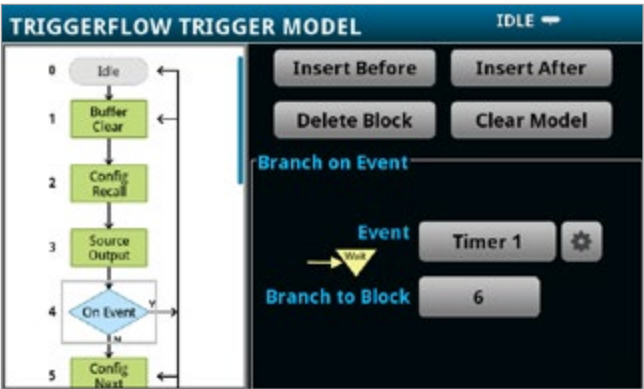 TRIGGERFLOW TRIGGER MODEL
IDLE
0
Idle
1
Buffer
Clear
2
Config
Recall
3
Source
Output
4
On Event
Y
N
5
Config
Next
Insert Before
Insert After
Delete Block
Clear Model
Branch on Event
Event
Timer 1
Wait
Branch to Block
6